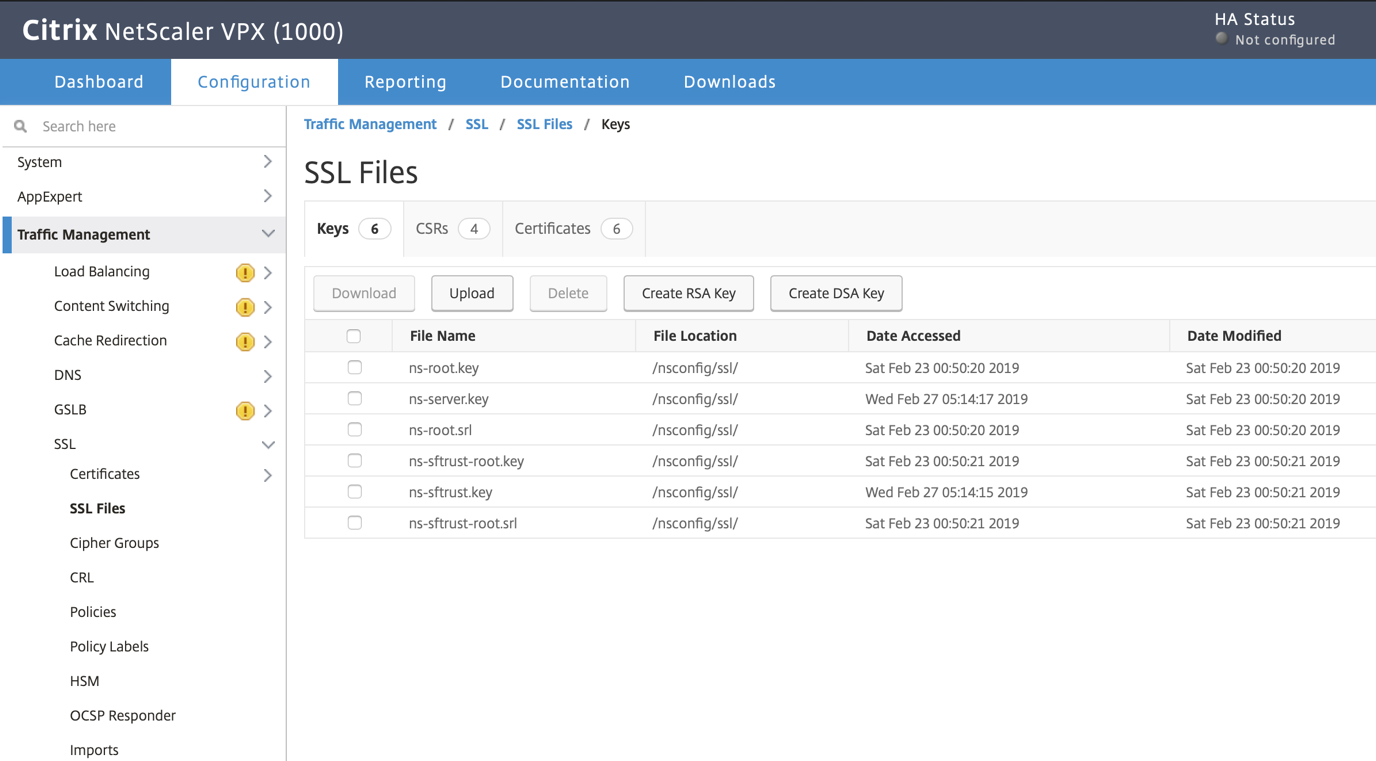 Citrix NetScaler VPX (1000)
HA Status
Not configured
Dashboard Configuration Reporting Documentation Downloads
Search here
System
AppExpert
Traffic Management
Load Balancing
Content Switching
Cache Redirection
DNS
GSLB
SSL
Certificates
SSL Files
Cipher Groups
CRL
Policies
Policy Labels
HSM
OCSP Responder
Imports
Traffic Management / SSL / SSL Files / Keys
SSL Files
Keys 6 CSRs 4 Certificates 6
Download Upload Delete Create RSA Key Create DSA Key
File Name File Location Date Accessed Date Modified
ns-root.key /nsconfig/ssl/ Sat Feb 23 00:50:20 2019 Sat Feb 23 00:50:20 2019
ns-server.key /nsconfig/ssl/ Wed Feb 27 05:14:17 2019 Sat Feb 23 00:50:20 2019
ns-root.srl /nsconfig/ssl/ Sat Feb 23 00:50:20 2019 Sat Feb 23 00:50:20 2019
ns-sftrust-root.key /nsconfig/ssl/ Sat Feb 23 00:50:21 2019 Sat Feb 23 00:50:21 2019
ns-sftrust.key /nsconfig/ssl/ Wed Feb 27 05:14:15 2019 Sat Feb 23 00:50:21 2019
ns-sftrust-root.srl /nsconfig/ssl/ Sat Feb 23 00:50:21 2019 Sat Feb 23 00:50:21 2019